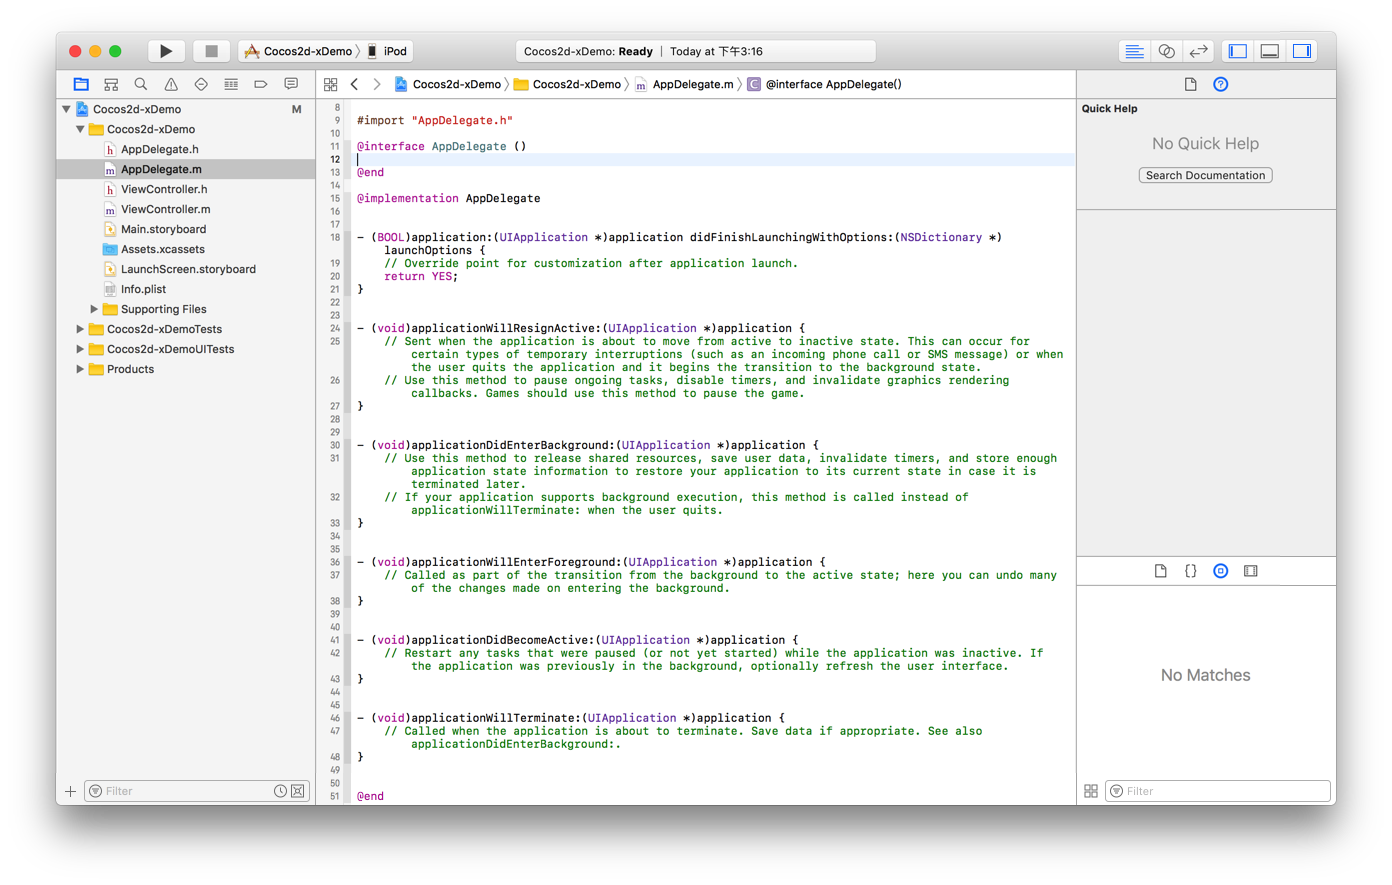 Cocos2d-xDemo iPod
Cocos2d-xDemo: Ready | Today at 下午3:16
Cocos2d-xDemo Cocos2d-xDemo AppDelegate.m @interface AppDelegate()
Cocos2d-xDemo M
Cocos2d-xDemo
AppDelegate.h
AppDelegate.m
ViewController.h
ViewController.m
Main.storyboard
Assets.xcassets
LaunchScreen.storyboard
Info.plist
Supporting Files
Cocos2d-xDemoTests
Cocos2d-xDemoUITests
Products
Filter
8
9 #import "AppDelegate.h"
10
11 @interface AppDelegate ()
12
13 @end
14
15 @implementation AppDelegate
16
17
18 - (BOOL)application:(UIApplication *)application didFinishLaunchingWithOptions:(NSDictionary *)
launchOptions {
19 // Override point for customization after application launch.
20 return YES;
21 }
22
23
24 - (void)applicationWillResignActive:(UIApplication *)application {
25 // Sent when the application is about to move from active to inactive state. This can occur for
certain types of temporary interruptions (such as an incoming phone call or SMS message) or when
the user quits the application and it begins the transition to the background state.
26 // Use this method to pause ongoing tasks, disable timers, and invalidate graphics rendering
callbacks. Games should use this method to pause the game.
27 }
28
29
30 - (void)applicationDidEnterBackground:(UIApplication *)application {
31 // Use this method to release shared resources, save user data, invalidate timers, and store enough
application state information to restore your application to its current state in case it is
terminated later.
32 // If your application supports background execution, this method is called instead of
applicationWillTerminate: when the user quits.
33 }
34
35
36 - (void)applicationWillEnterForeground:(UIApplication *)application {
37 // Called as part of the transition from the background to the active state; here you can undo many
of the changes made on entering the background.
38 }
39
40
41 - (void)applicationDidBecomeActive:(UIApplication *)application {
42 // Restart any tasks that were paused (or not yet started) while the application was inactive. If
the application was previously in the background, optionally refresh the user interface.
43 }
44
45
46 - (void)applicationWillTerminate:(UIApplication *)application {
47 // Called when the application is about to terminate. Save data if appropriate. See also
applicationDidEnterBackground:.
48 }
49
50
51 @end
Quick Help
No Quick Help
Search Documentation
No Matches
Filter